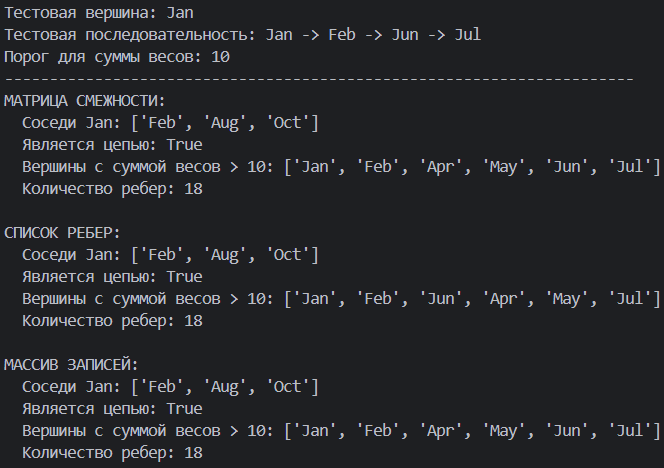 Тестовая вершина: Jan
Тестовая последовательность: Jan -> Feb -> Jun -> Jul
Порог для суммы весов: 10
----------------------------------------------------------------------
МАТРИЦА СМЕЖНОСТИ:
  Соседи Jan: ['Feb', 'Aug', 'Oct']
  Является цепью: True
  Вершины с суммой весов > 10: ['Jan', 'Feb', 'Apr', 'May', 'Jun', 'Jul']
  Количество ребер: 18

СПИСОК РЕБЕР:
  Соседи Jan: ['Feb', 'Aug', 'Oct']
  Является цепью: True
  Вершины с суммой весов > 10: ['Jan', 'Feb', 'Jun', 'Apr', 'May', 'Jul']
  Количество ребер: 18

МАССИВ ЗАПИСЕЙ:
  Соседи Jan: ['Feb', 'Aug', 'Oct']
  Является цепью: True
  Вершины с суммой весов > 10: ['Jan', 'Feb', 'Apr', 'May', 'Jun', 'Jul']
  Количество ребер: 18